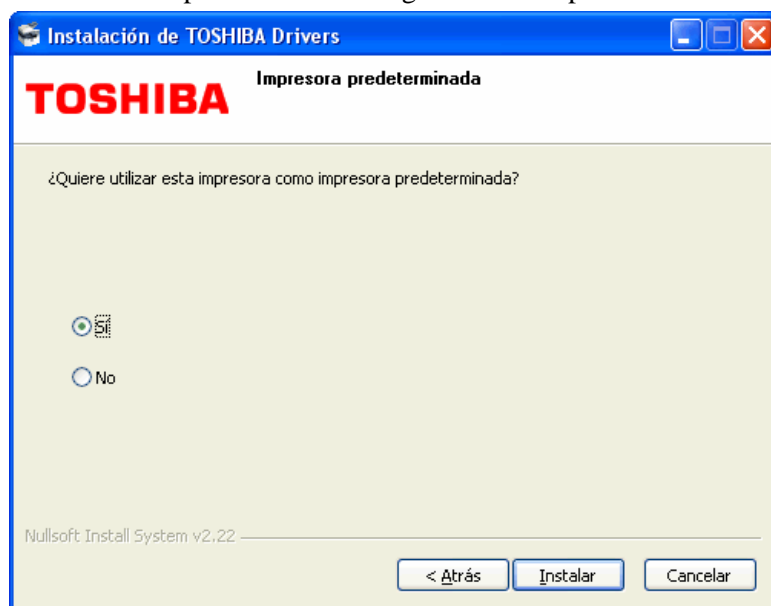 Instalación de TOSHIBA Drivers
TOSHIBA
Impresora predeterminada
¿Quiere utilizar esta impresora como impresora predeterminada?
Sí
No
Nullsoft Install System v2.22
< Atrás
Instalar
Cancelar